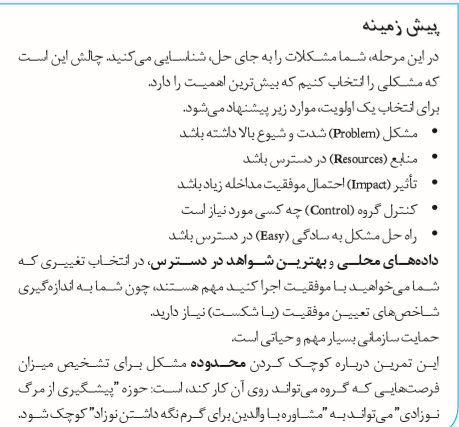 پیش زمینه
در این مرحله، شما مشکلات را به جای حل، شناسایی می‌کنید. چالش این است
که مشکلی را انتخاب کنیم که بیش‌ترین اهمیت را دارد.
برای انتخاب یک اولویت، موارد زیر پیشنهاد می‌شود.
• مشکل (Problem) شدت و شیوع بالا داشته باشد
• منابع (Resources) در دسترس باشد
• تأثیر (Impact) احتمال موفقیت مداخله زیاد باشد
• کنترل گروه (Control) چه کسی مورد نیاز است
• راه حل مشکل به سادگی (Easy) در دسترس باشد
داده‌های محلی و بهترین شواهد در دسترس، در انتخاب تغییری که
شما می‌خواهید با موفقیت اجرا کنید مهم هستند، چون شما به اندازه‌گیری
شاخص‌های تعیین موفقیت (یا شکست) نیاز دارید.
حمایت سازمانی بسیار مهم و حیاتی است.
این تمرین درباره کوچک کردن محدوده مشکل برای تشخیص میزان
فرصت‌هایی که گروه می‌تواند روی آن کار کند، است: حوزه "پیشگیری از مرگ
نوزادی" می‌تواند به "مشاوره با والدین برای گرم نگه داشتن نوزاد" کوچک شود.